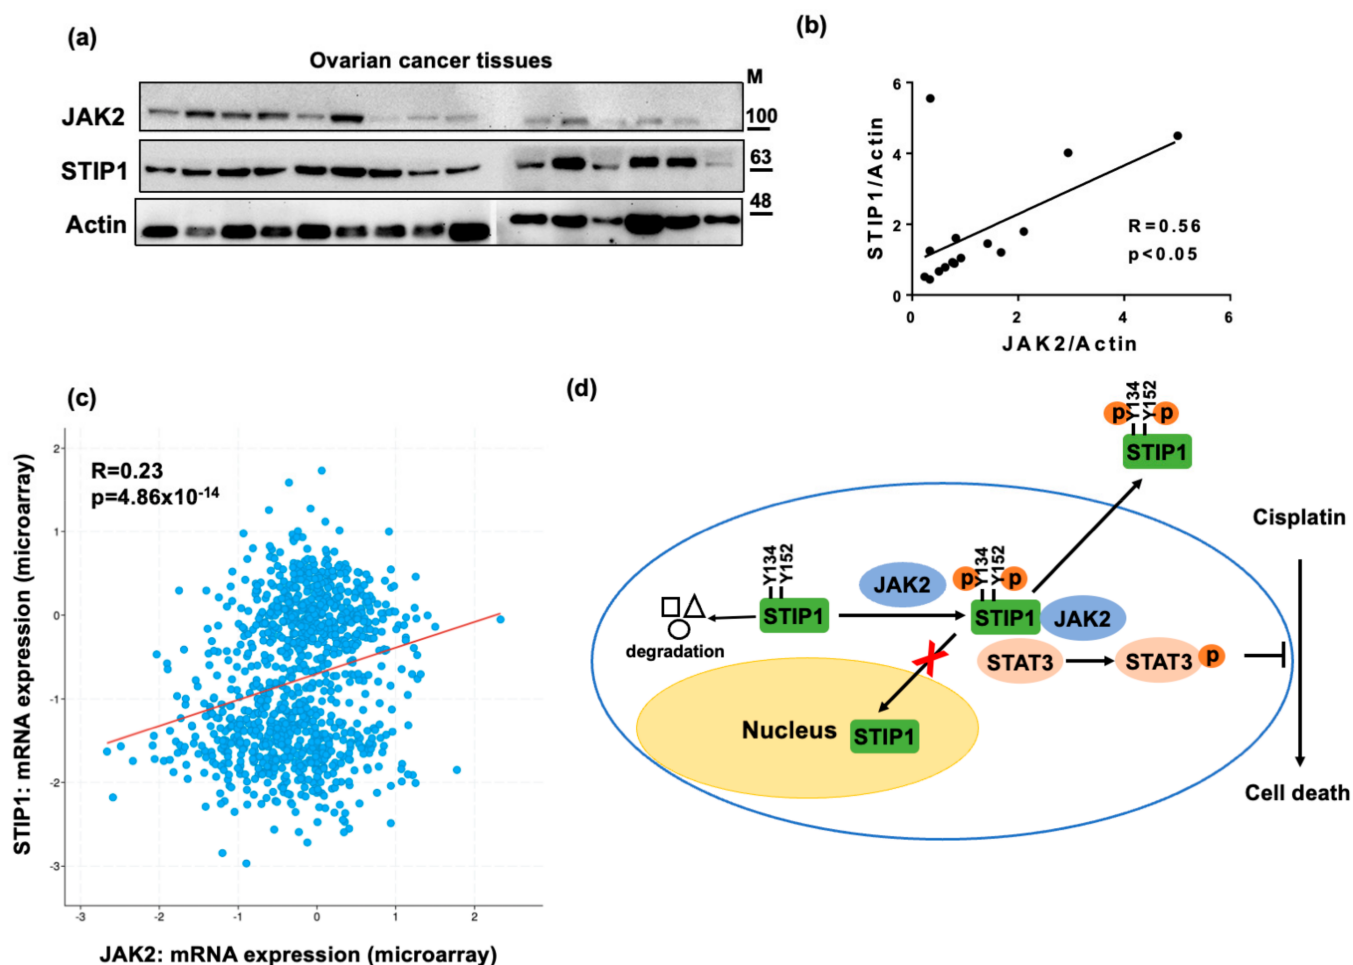 (a)
Ovarian cancer tissues
M
JAK2
100
STIP1
63
48
Actin
(b)
STIP1/Actin
6
4
2
0
0 2 4 6
R=0.56
p<0.05
JAK2/Actin
(c)
STIP1: mRNA expression (microarray)
R=0.23
p=4.86x10⁻¹⁴
2
1
0
-1
-2
-3
-3 -2 -1 0 1 2
JAK2: mRNA expression (microarray)
(d)
Y134
Y152
p p
STIP1
Cisplatin
Y134
Y152
STIP1
degradation
JAK2
Y134
Y152
p p
STIP1
JAK2
STAT3
STAT3 p
Nucleus
STIP1
Cell death